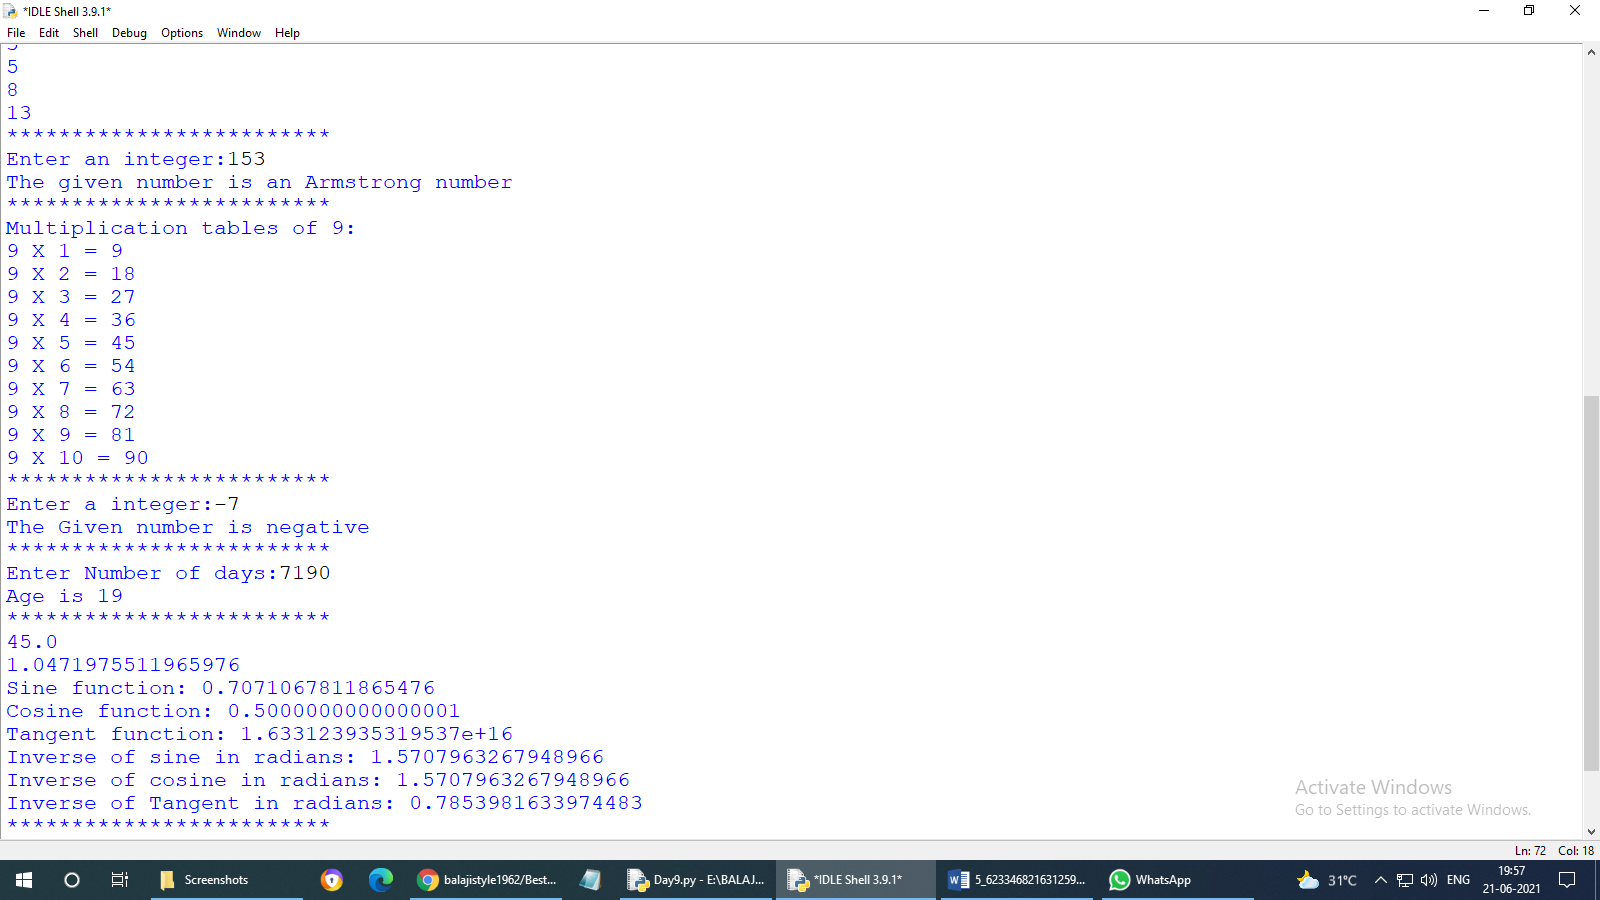 *IDLE Shell 3.9.1*
File Edit Shell Debug Options Window Help
5
8
13
*************************
Enter an integer:153
The given number is an Armstrong number
*************************
Multiplication tables of 9:
9 X 1 = 9
9 X 2 = 18
9 X 3 = 27
9 X 4 = 36
9 X 5 = 45
9 X 6 = 54
9 X 7 = 63
9 X 8 = 72
9 X 9 = 81
9 X 10 = 90
*************************
Enter a integer:-7
The Given number is negative
*************************
Enter Number of days:7190
Age is 19
*************************
45.0
1.0471975511965976
Sine function: 0.7071067811865476
Cosine function: 0.5000000000000001
Tangent function: 1.633123935319537e+16
Inverse of sine in radians: 1.5707963267948966
Inverse of cosine in radians: 1.5707963267948966
Inverse of Tangent in radians: 0.7853981633974483
*************************
Activate Windows
Go to Settings to activate Windows.
Ln: 72 Col: 18
Screenshots
balajistyle1962/Best...
Day9.py - E:\BALAJ...
*IDLE Shell 3.9.1*
5_623346821631259...
WhatsApp
31°C
ENG
19:57
21-06-2021